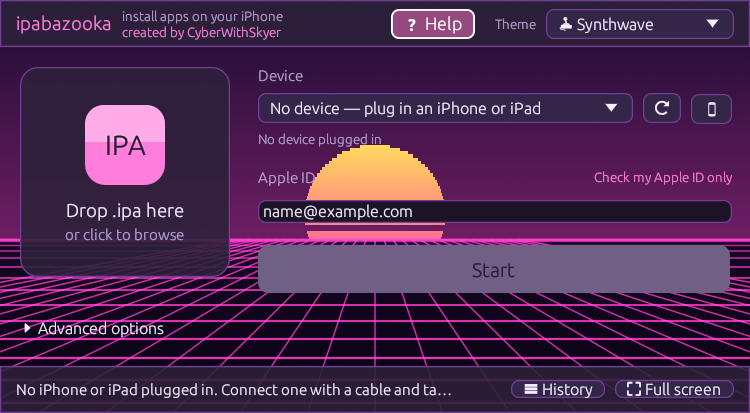 ipabazooka
install apps on your iPhone
created by CyberWithSkyer
? Help
Theme
Synthwave
IPA
Drop .ipa here
or click to browse
Device
No device — plug in an iPhone or iPad
No device plugged in
Apple ID
Check my Apple ID only
name@example.com
Start
Advanced options
No iPhone or iPad plugged in. Connect one with a cable and ta…
History
Full screen